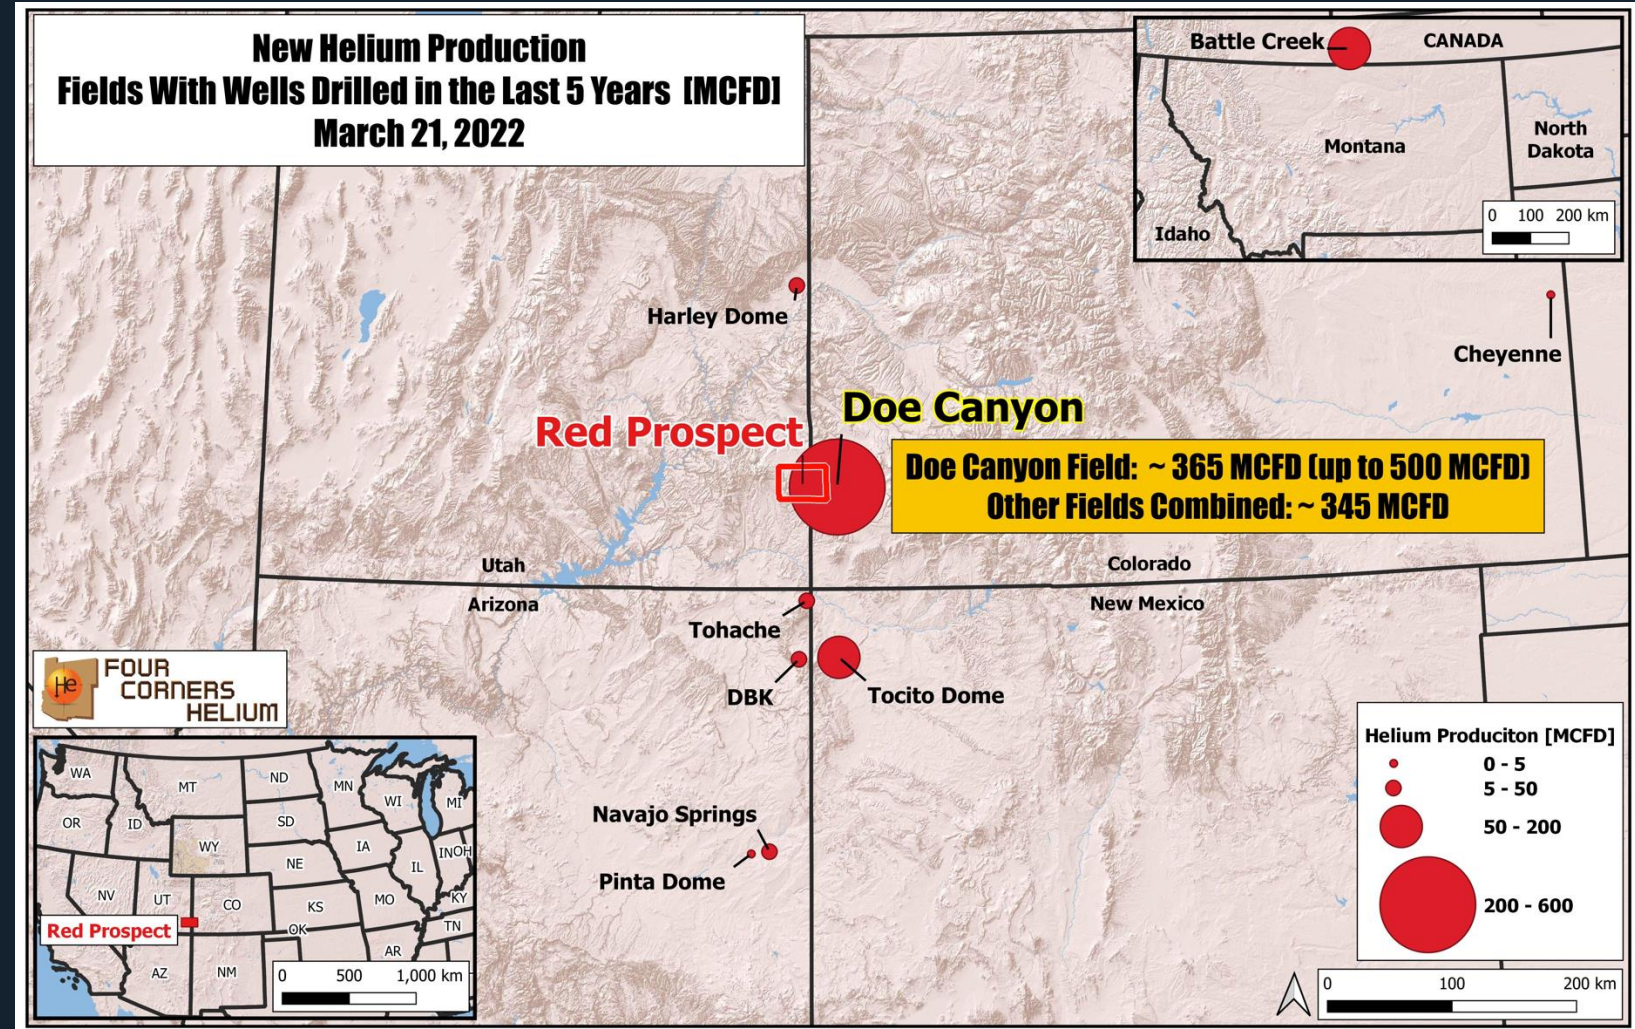 New Helium Production
Fields With Wells Drilled in the Last 5 Years [MCFD]
March 21, 2022
Battle Creek
CANADA
Montana
North
Dakota
Idaho
0 100 200 km
Harley Dome
Cheyenne
Doe Canyon
Red Prospect
Doe Canyon Field: ~ 365 MCFD (up to 500 MCFD)
Other Fields Combined: ~ 345 MCFD
Utah
Colorado
Arizona
New Mexico
Tohache
DBK
Tocito Dome
He
FOUR
CORNERS
HELIUM
Navajo Springs
Pinta Dome
Helium Produciton [MCFD]
0 - 5
5 - 50
50 - 200
200 - 600
WA
MT
ND
MN
WI
MI
OR
ID
SD
WY
IA
NE
IL
IN
OH
NV
UT
CO
KS
MO
KY
Red Prospect
OK
TN
AR
AZ
NM
0 500 1,000 km
0 100 200 km